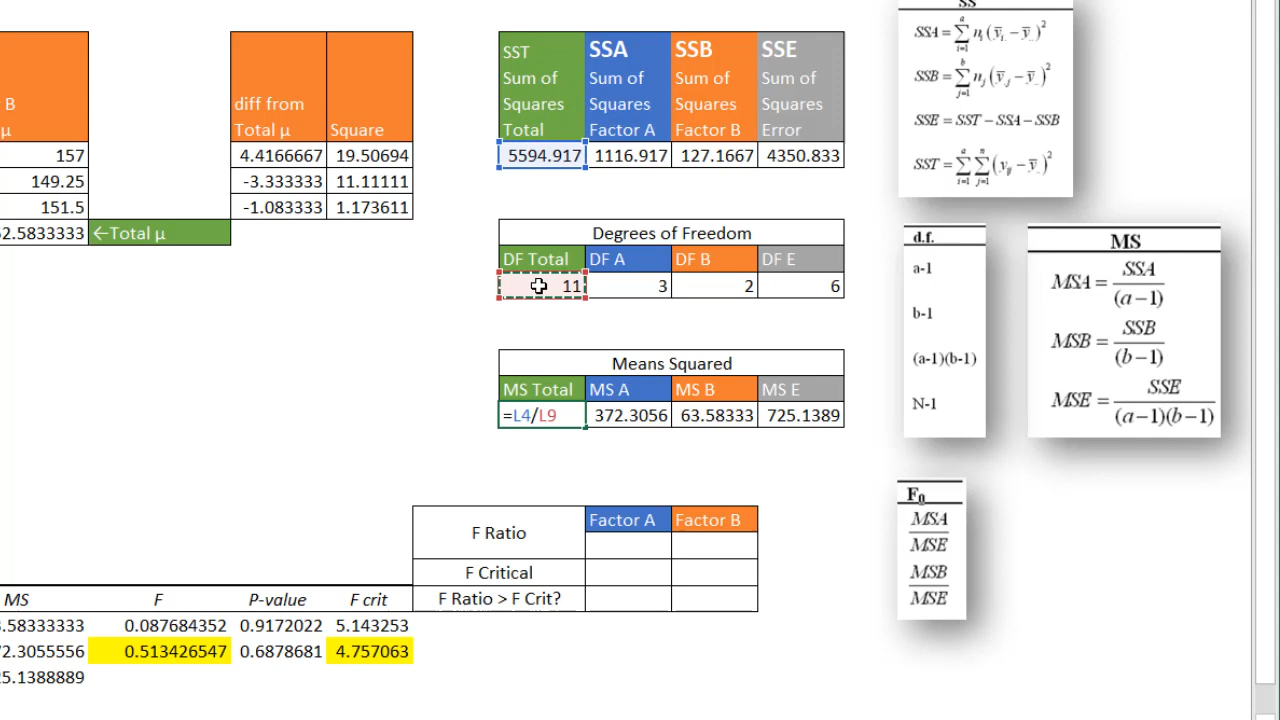 B
μ
157
149.25
151.5
2.5833333
←Total μ
diff from
Total μ
Square
4.4166667 19.50694
-3.333333 11.11111
-1.083333 1.173611
SST
Sum of
Squares
Total
SSA
Sum of
Squares
Factor A
SSB
Sum of
Squares
Factor B
SSE
Sum of
Squares
Error
5594.917 1116.917 127.1667 4350.833
Degrees of Freedom
DF Total DF A DF B DF E
11 3 2 6
Means Squared
MS Total MS A MS B MS E
=L4/L9 372.3056 63.58333 725.1389
Factor A Factor B
F Ratio
F Critical
F Ratio > F Crit?
MS F P-value F crit
.58333333 0.087684352 0.9172022 5.143253
2.3055556 0.513426547 0.6878681 4.757063
5.1388889
SS
SSE = SST − SSA − SSB
d.f.
a-1
b-1
(a-1)(b-1)
N-1
MS
MSA = SSA / (a−1)
MSB = SSB / (b−1)
MSE = SSE / (a−1)(b−1)
F₀
MSA
MSE
MSB
MSE